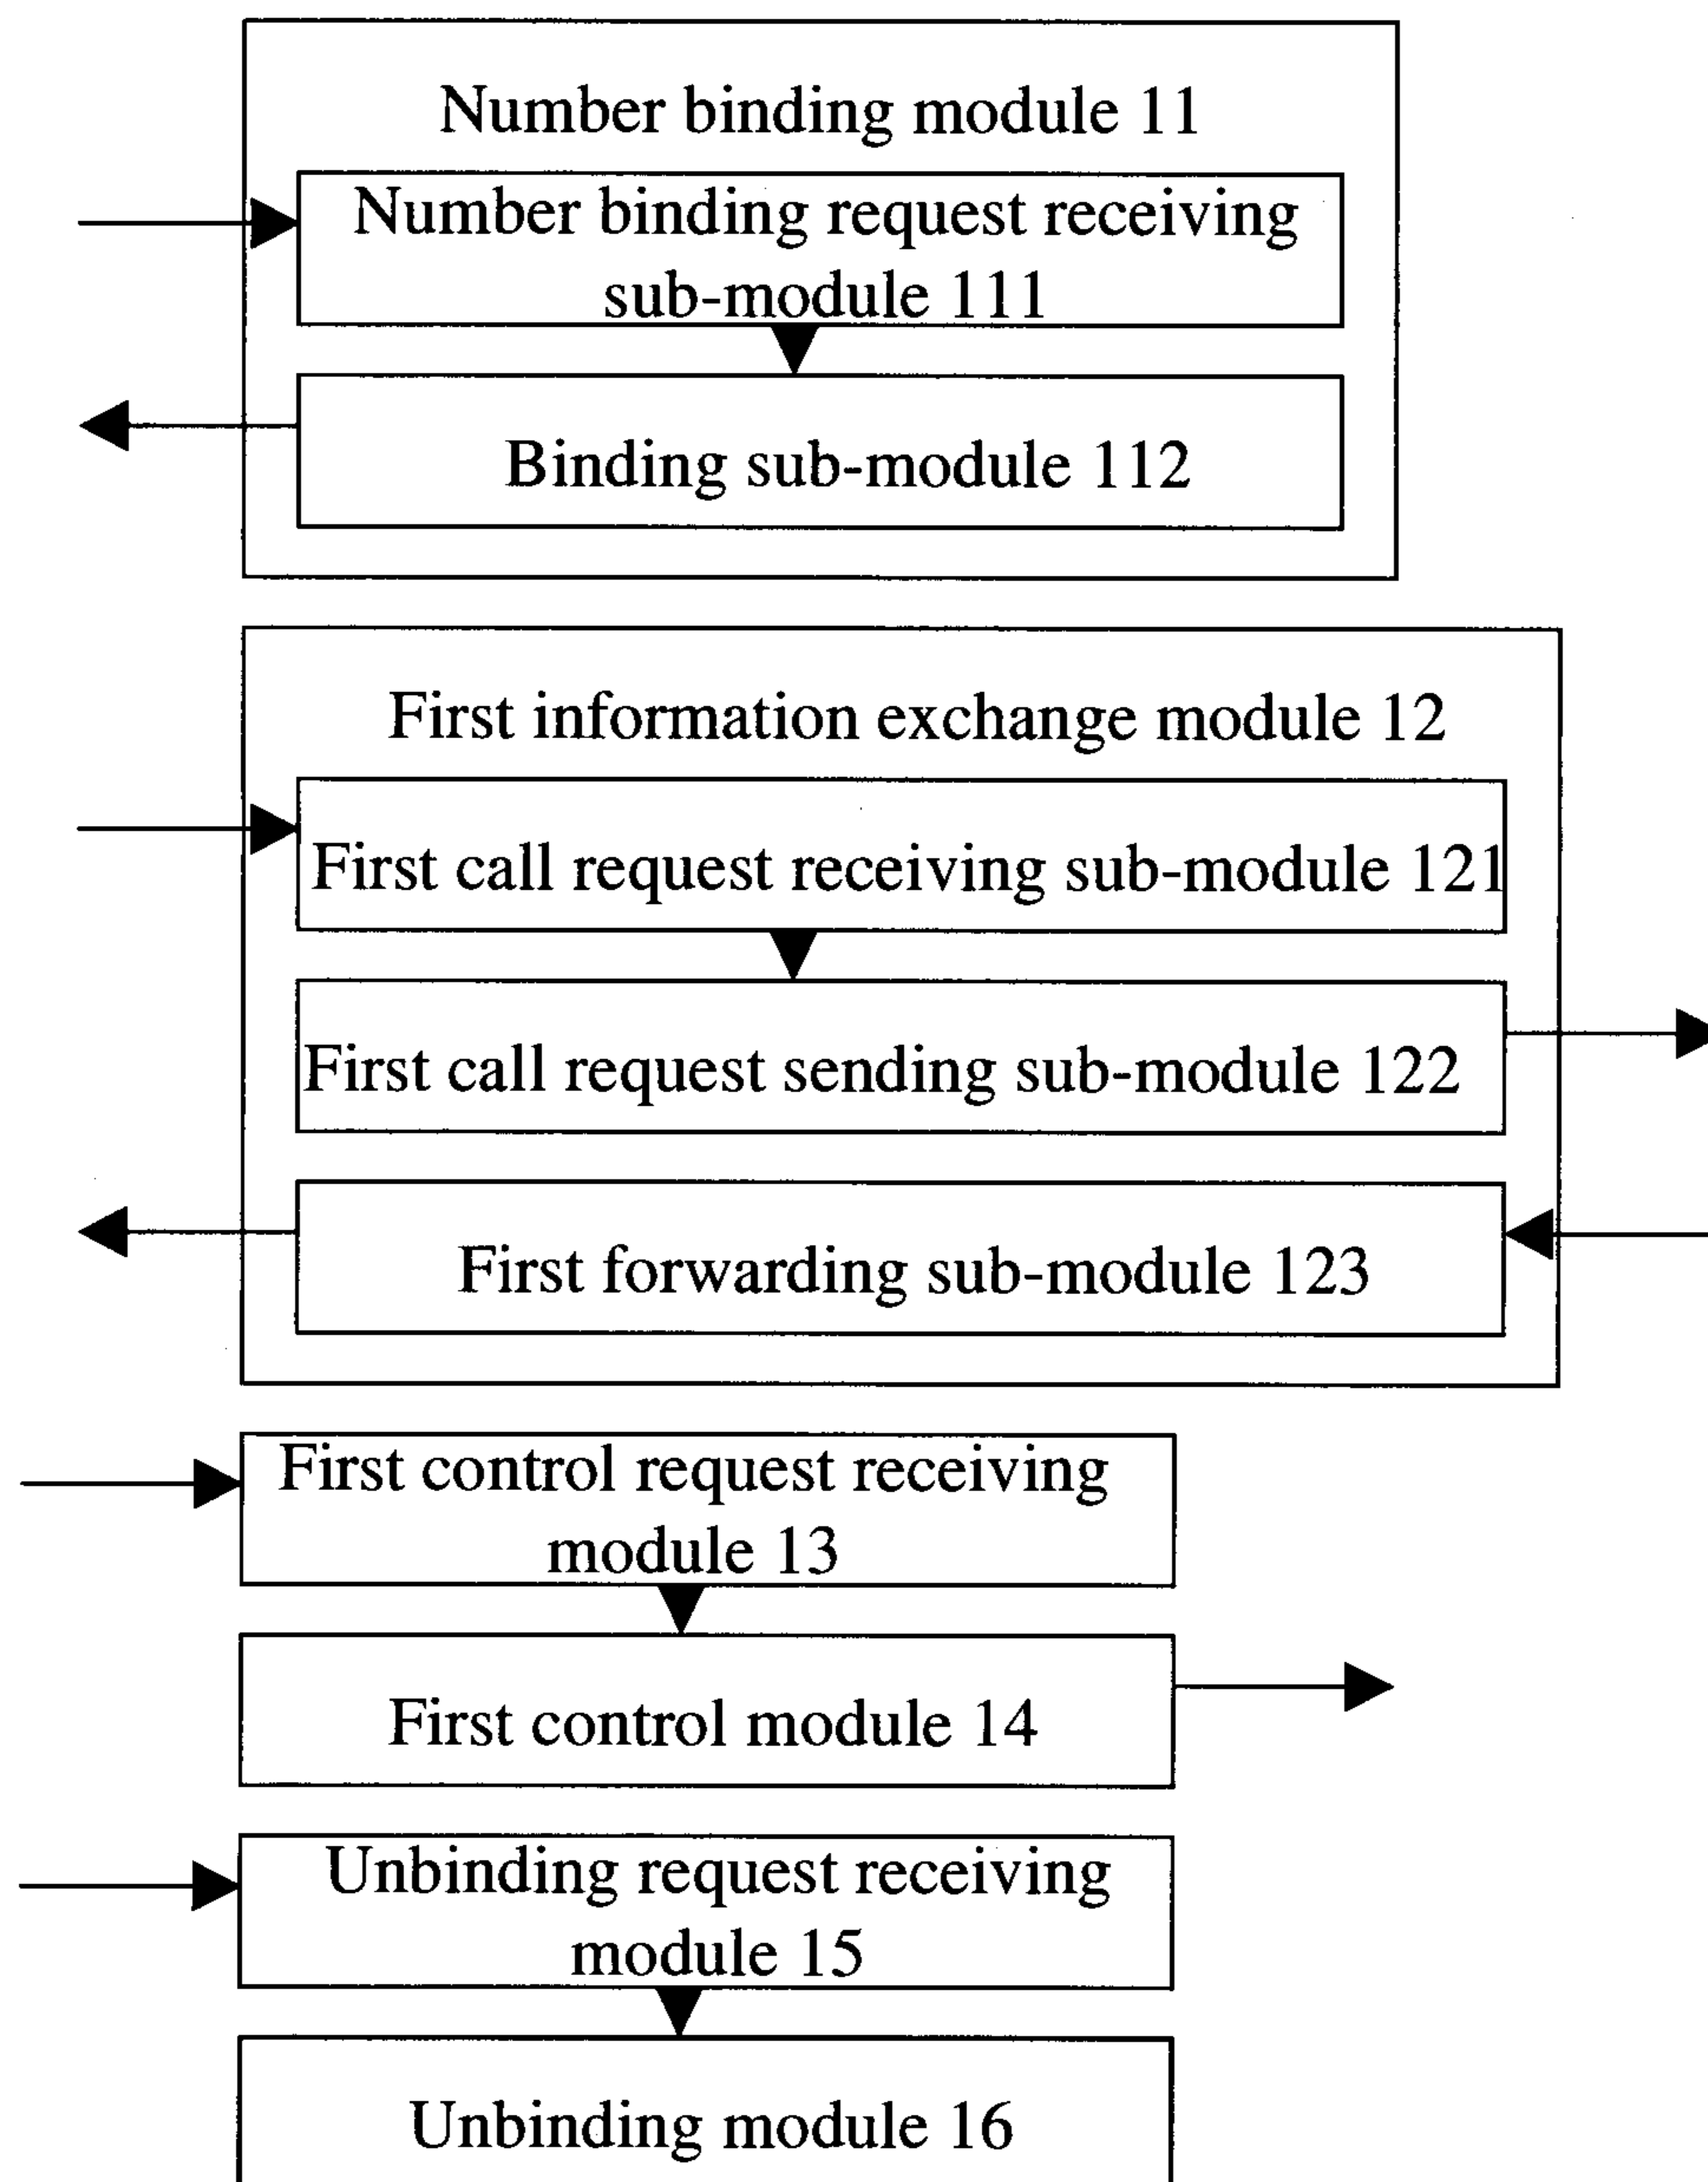 Number binding module 11
Number binding request receiving
sub-module 111
Binding sub-module 112
First information exchange module 12
First call request receiving sub-module 121
First call request sending sub-module 122
First forwarding sub-module 123
First control request receiving
module 13
First control module 14
Unbinding request receiving
module 15
Unbinding module 16